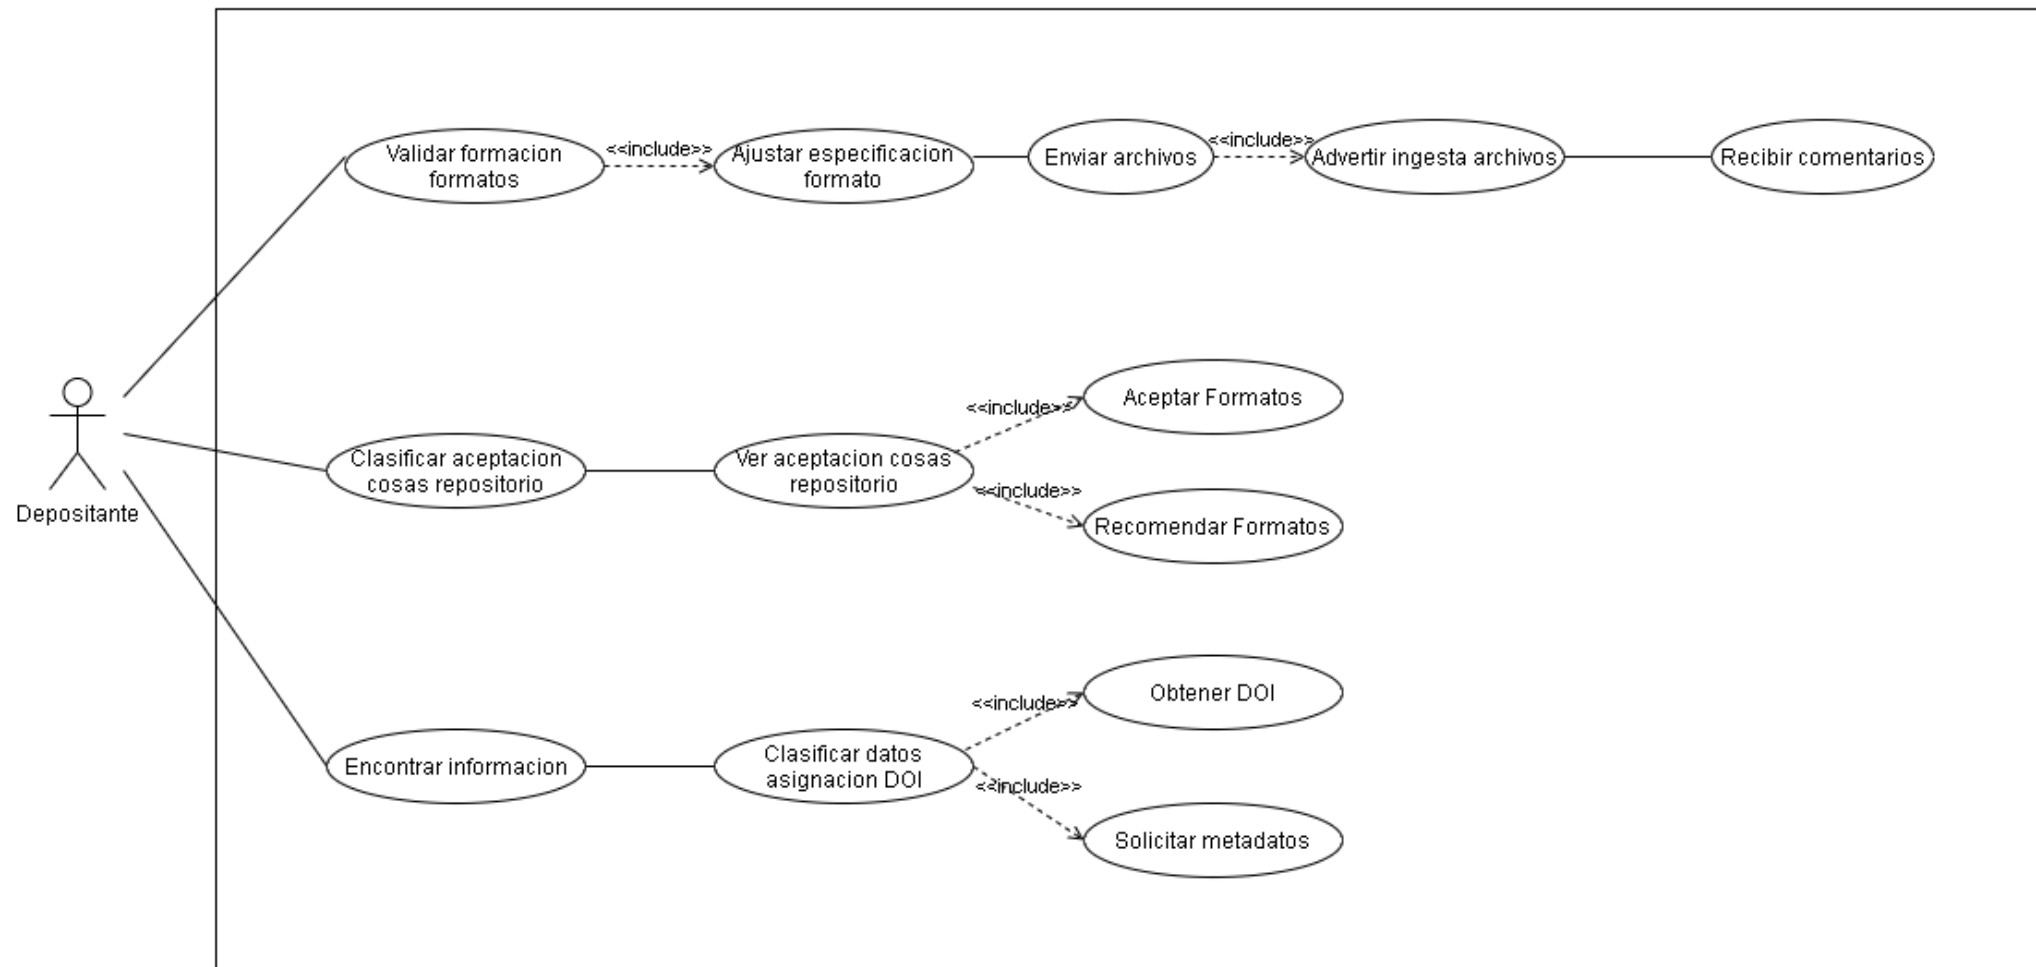 Validar formacion
formatos
<<include>>
Ajustar especificacion
formato
Enviar archivos
<<include>>
Advertir ingesta archivos
Recibir comentarios
Depositante
Clasificar aceptacion
cosas repositorio
Ver aceptacion cosas
repositorio
<<include>>
Aceptar Formatos
<<include>>
Recomendar Formatos
Encontrar informacion
Clasificar datos
asignacion DOI
<<include>>
Obtener DOI
<<include>>
Solicitar metadatos